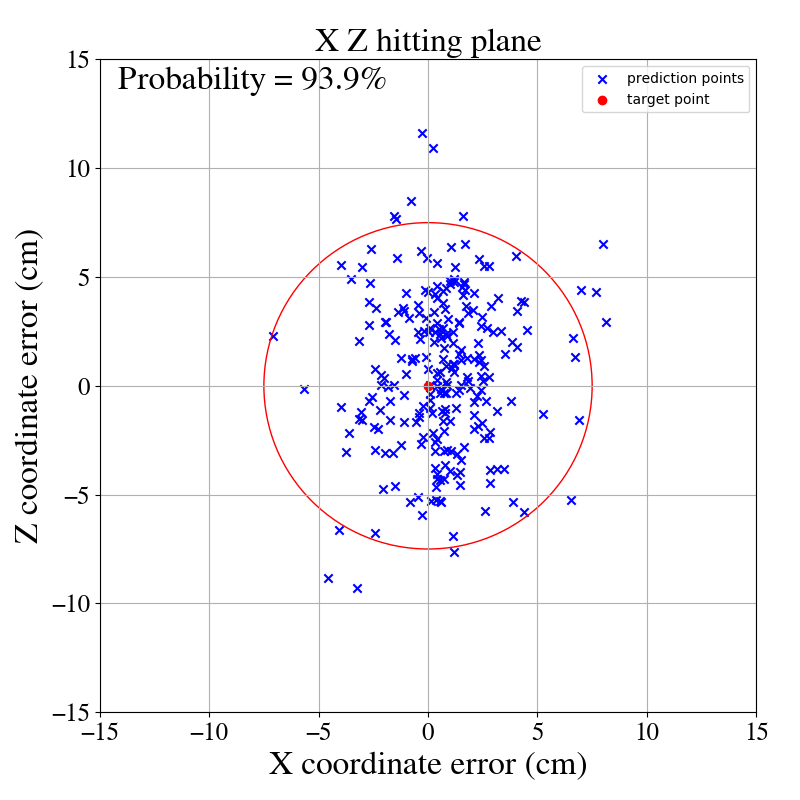 X Z hitting plane
Probability = 93.9%
prediction points
target point
Z coordinate error (cm)
15
10
5
0
−5
−10
−15
−15 −10 −5 0 5 10 15
X coordinate error (cm)